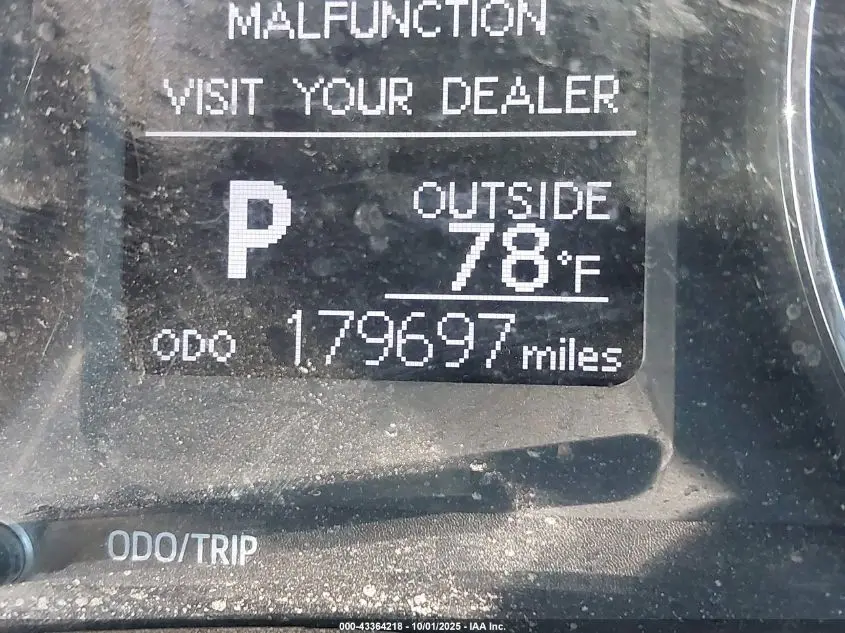 MALFUNCTION
VISIT YOUR DEALER
P
OUTSIDE
78°F
ODO 179697 miles
ODO/TRIP
000-43364218 - 10/01/2025 - IAA Inc.